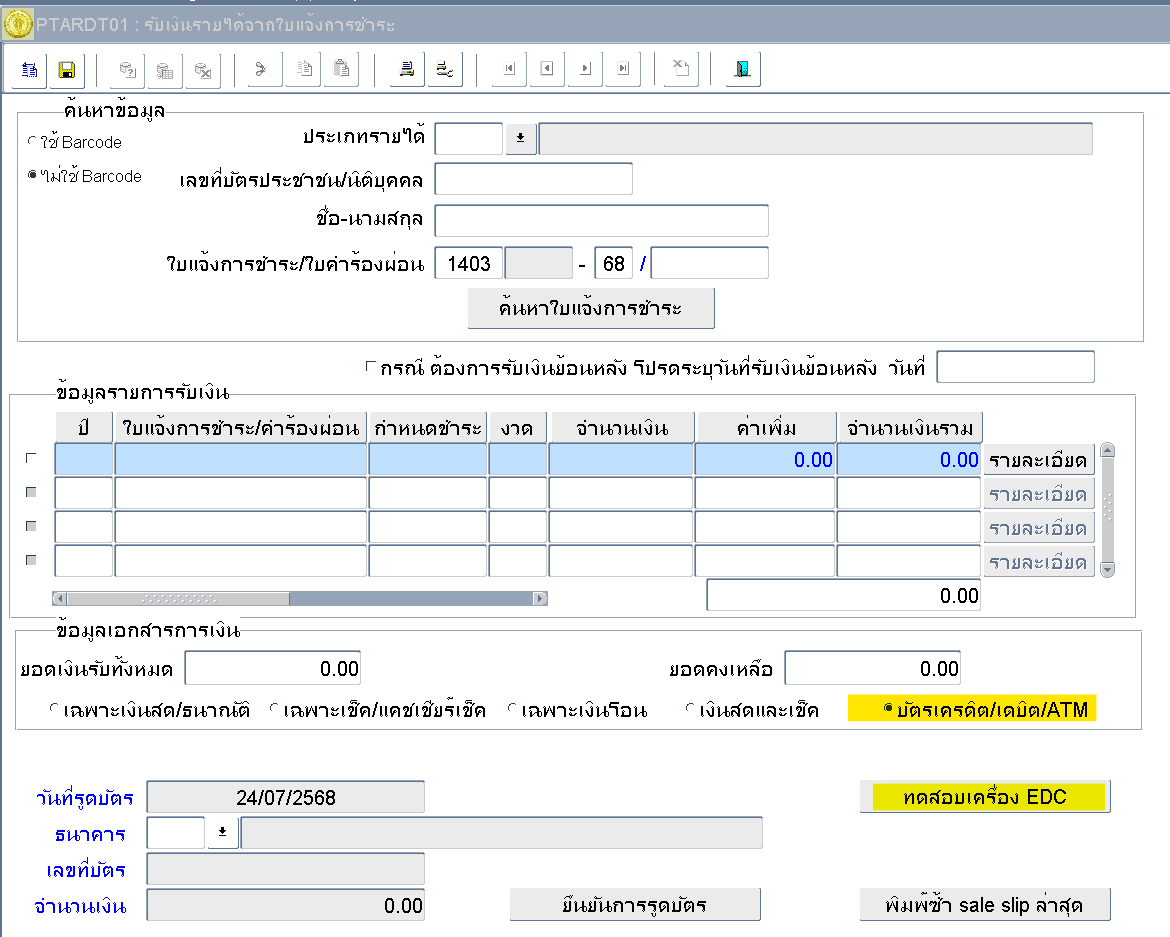 PTARDT01 : รับเงินรายได้จากใบแจ้งการชำระ
ค้นหาข้อมูล
ใช้ Barcode
ไม่ใช้ Barcode
ประเภทรายได้
เลขที่บัตรประชาชน/นิติบุคคล
ชื่อ-นามสกุล
ใบแจ้งการชำระ/ใบคำร้องผ่อน 1403 - 68 /
ค้นหาใบแจ้งการชำระ
กรณี ต้องการรับเงินย้อนหลัง โปรดระบุวันที่รับเงินย้อนหลัง วันที่
ข้อมูลรายการรับเงิน
ปี ใบแจ้งการชำระ/คำร้องผ่อน กำหนดชำระ งวด จำนวนเงิน ค่าเพิ่ม จำนวนเงินรวม
0.00 0.00 รายละเอียด
รายละเอียด
รายละเอียด
รายละเอียด
0.00
ข้อมูลเอกสารการเงิน
ยอดเงินรับทั้งหมด 0.00 ยอดคงเหลือ 0.00
เฉพาะเงินสด/ธนาณัติ เฉพาะเช็ค/แคชเชียร์เช็ค เฉพาะเงินโอน เงินสดและเช็ค บัตรเครดิต/เดบิต/ATM
วันที่รูดบัตร 24/07/2568 ทดสอบเครื่อง EDC
ธนาคาร
เลขที่บัตร
จำนวนเงิน 0.00 ยืนยันการรูดบัตร พิมพ์ซ้ำ sale slip ล่าสุด